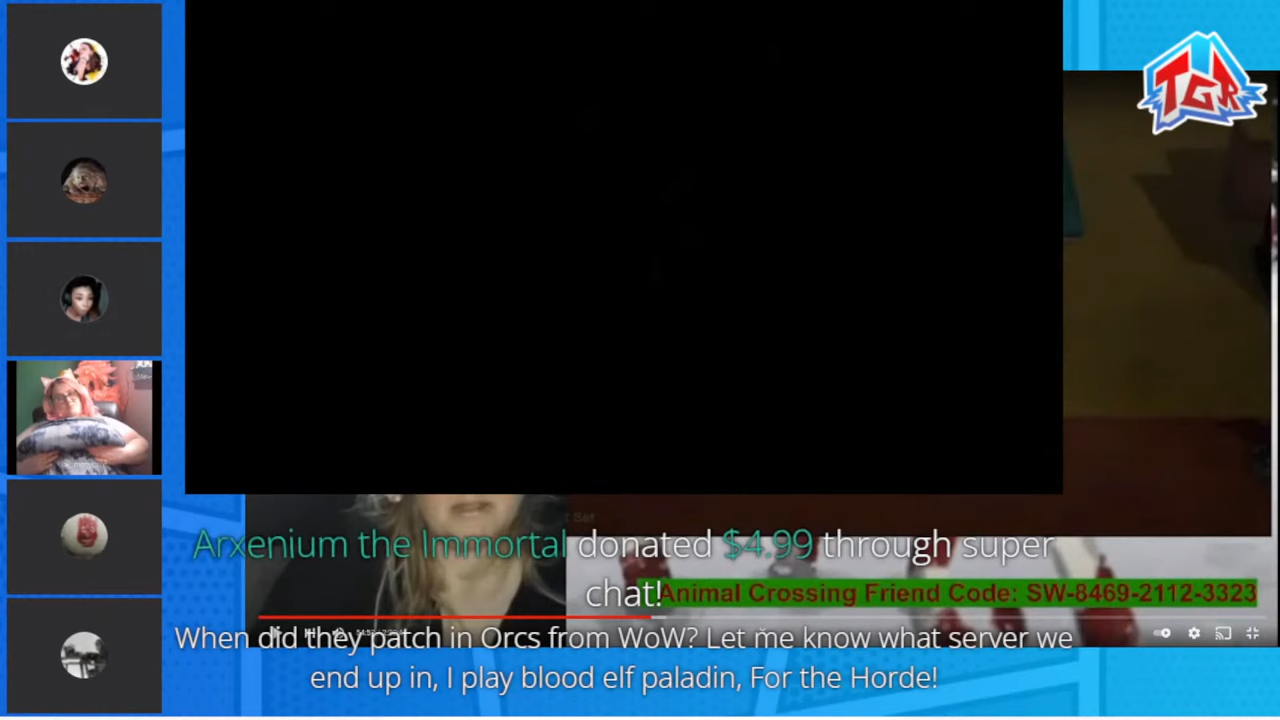 TGR
Arxenium the Immortal donated $4.99 through super
chat!
Animal Crossing Friend Code: SW-8469-2112-3323
When did they patch in Orcs from WoW? Let me know what server we
end up in, I play blood elf paladin, For the Horde!